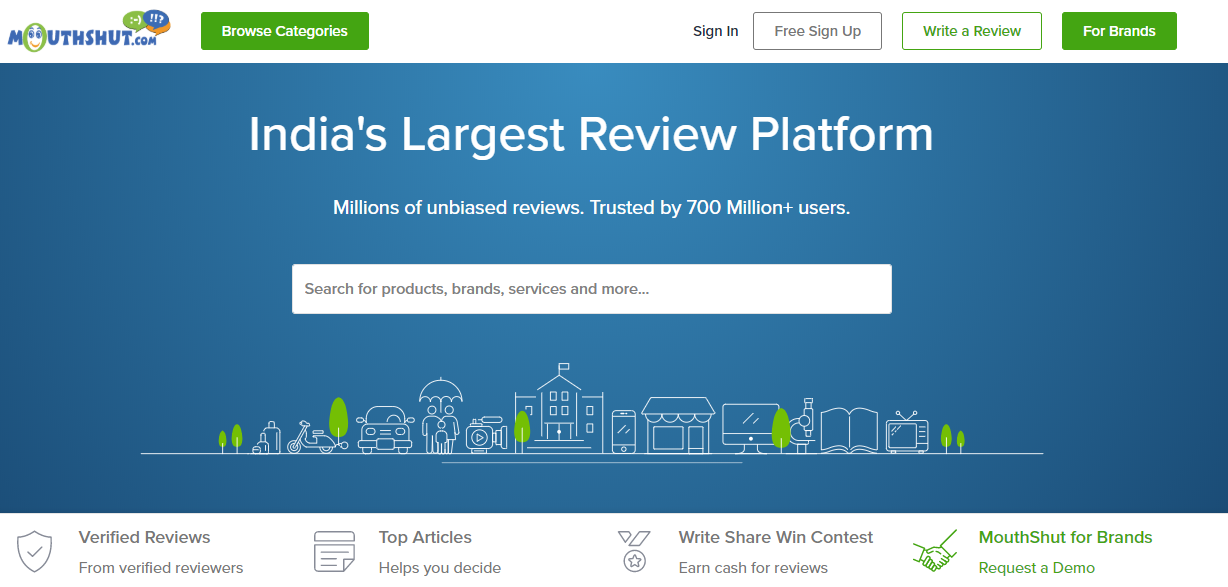 MOUTHSHUT.COM
:-) !!?
Browse Categories
Sign In
Free Sign Up
Write a Review
For Brands
India's Largest Review Platform
Millions of unbiased reviews. Trusted by 700 Million+ users.
Search for products, brands, services and more...
Verified Reviews
From verified reviewers
Top Articles
Helps you decide
Write Share Win Contest
Earn cash for reviews
MouthShut for Brands
Request a Demo